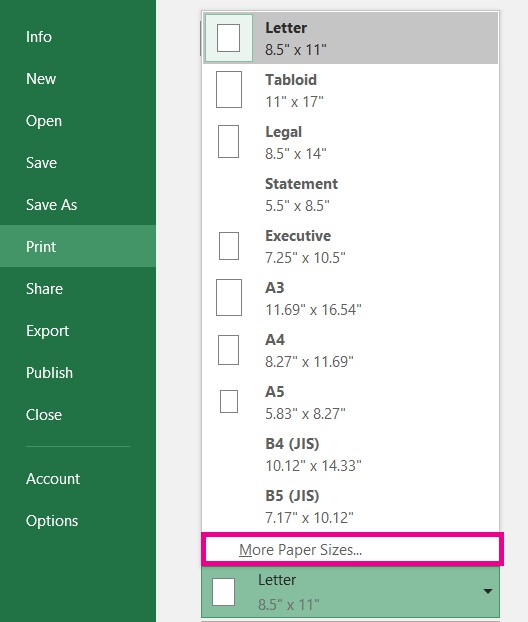 Info
New
Open
Save
Save As
Print
Share
Export
Publish
Close
Account
Options
Letter
8.5" x 11"
Tabloid
11" x 17"
Legal
8.5" x 14"
Statement
5.5" x 8.5"
Executive
7.25" x 10.5"
A3
11.69" x 16.54"
A4
8.27" x 11.69"
A5
5.83" x 8.27"
B4 (JIS)
10.12" x 14.33"
B5 (JIS)
7.17" x 10.12"
More Paper Sizes...
Letter
8.5" x 11"